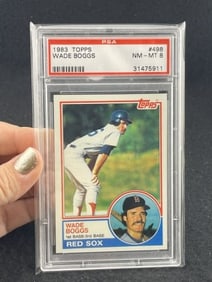 PSA
1983 TOPPS #498
WADE BOGGS NM-MT 8
31475911
Topps
WADE
BOGGS
1st BASE-3rd BASE
RED SOX
B